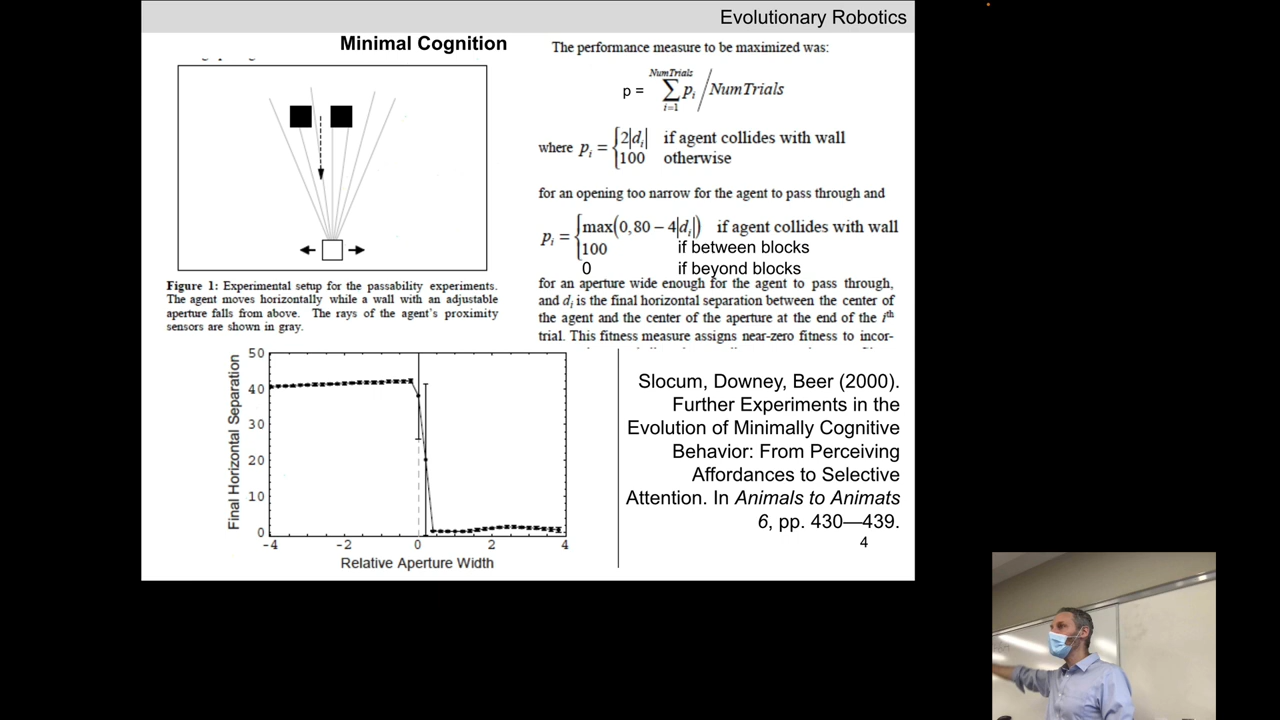 Evolutionary Robotics
Minimal Cognition
Figure 1: Experimental setup for the passability experiments.
The agent moves horizontally while a wall with an adjustable
aperture falls from above. The rays of the agent's proximity
sensors are shown in gray.
The performance measure to be maximized was:
p = NumTrials ∑ i=1 p_i / NumTrials
where p_i = { 2|d_i| if agent collides with wall
100 otherwise
for an opening too narrow for the agent to pass through and
p_i = { max(0, 80 − 4|d_i|) if agent collides with wall
100 if between blocks
0 if beyond blocks
for an aperture wide enough for the agent to pass through,
and d_i is the final horizontal separation between the center of
the agent and the center of the aperture at the end of the i^th
trial. This fitness measure assigns near-zero fitness to incor-
Final Horizontal Separation
50
40
30
20
10
0
-4 -2 0 2 4
Relative Aperture Width
Slocum, Downey, Beer (2000).
Further Experiments in the
Evolution of Minimally Cognitive
Behavior: From Perceiving
Affordances to Selective
Attention. In Animals to Animats
6, pp. 430—439.
4